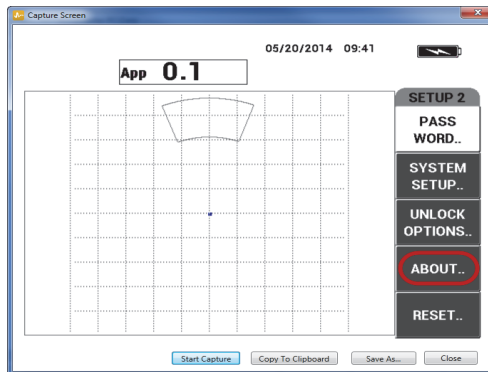 Capture Screen
05/20/2014 09:41
App 0.1
SETUP 2
PASS
WORD..
SYSTEM
SETUP..
UNLOCK
OPTIONS..
ABOUT..
RESET..
Start Capture Copy To Clipboard Save As... Close